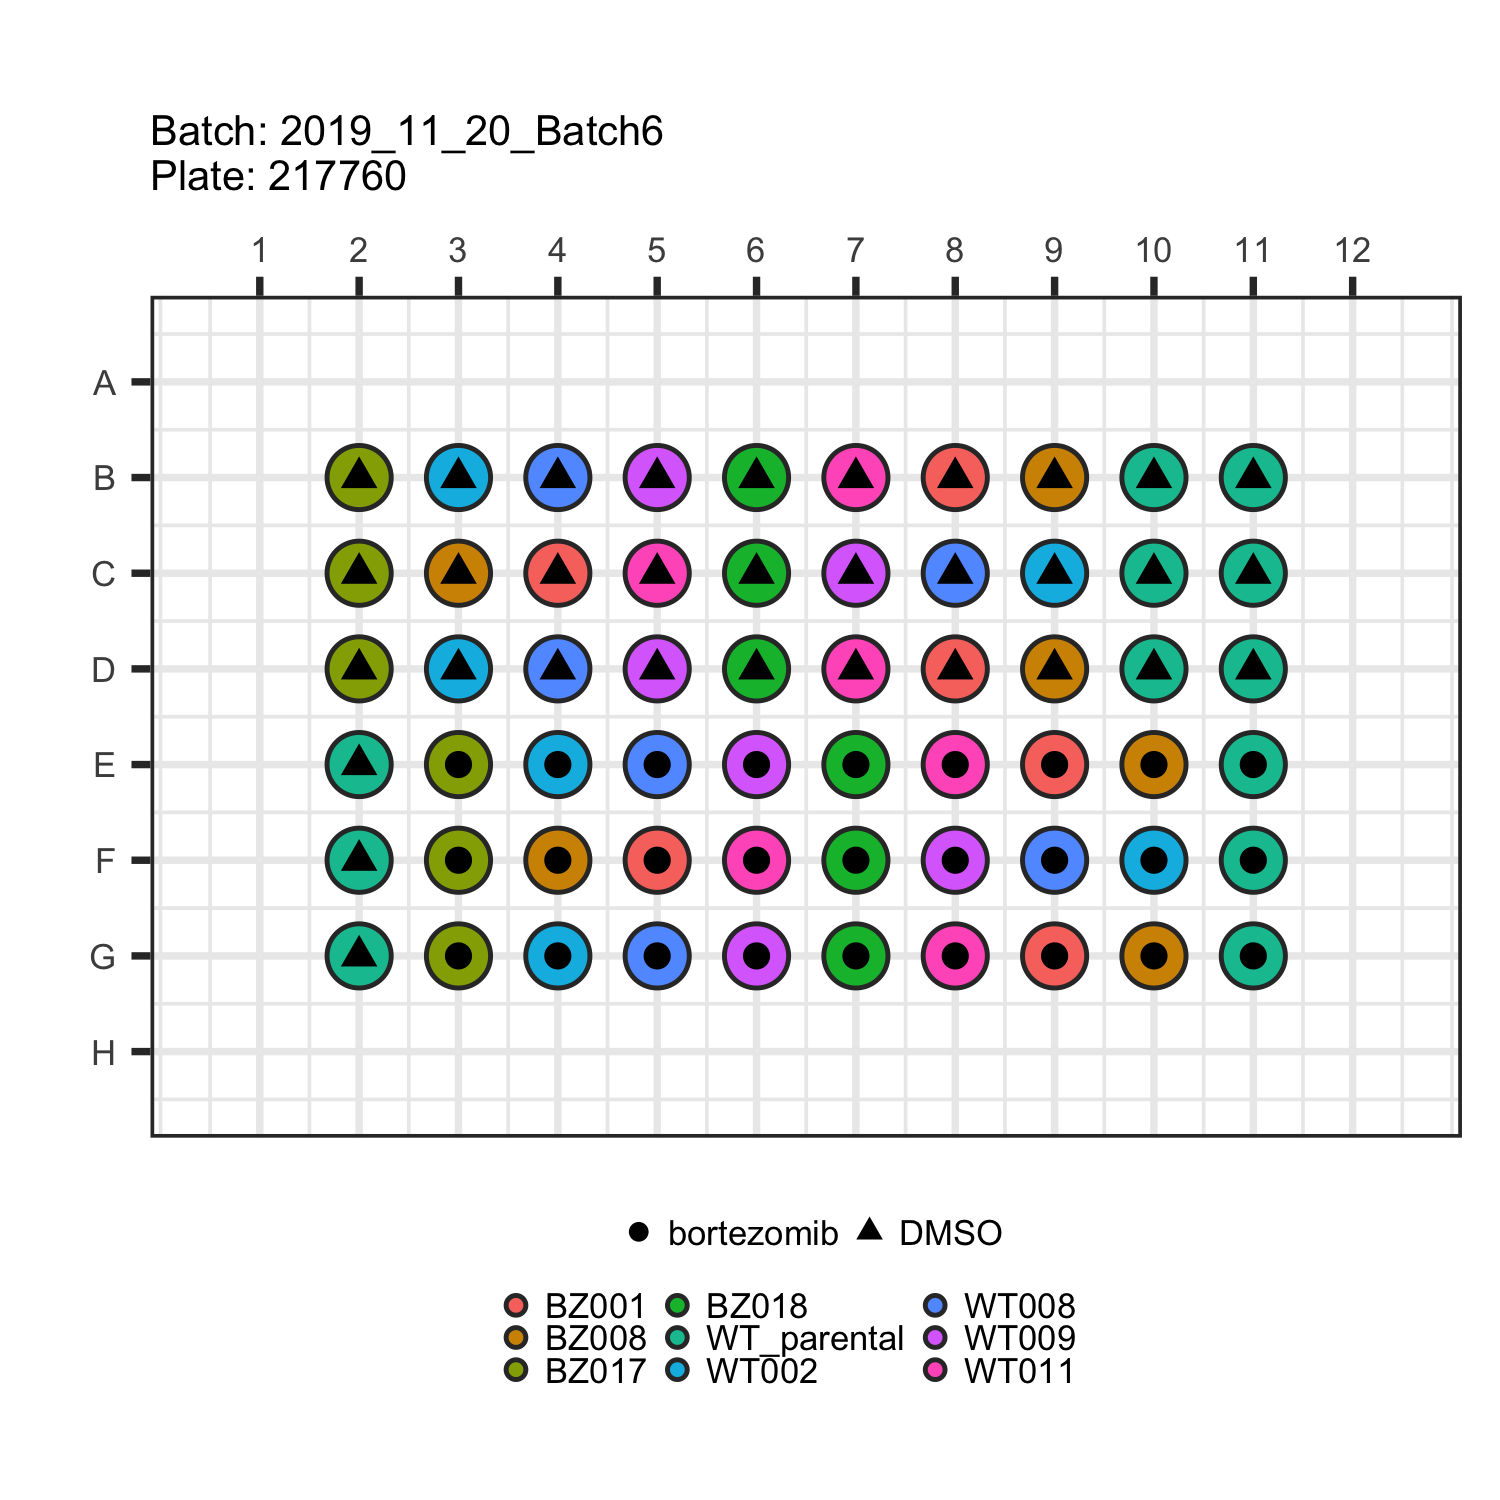 Batch: 2019_11_20_Batch6
Plate: 217760
1 2 3 4 5 6 7 8 9 10 11 12
A
B
C
D
E
F
G
H
bortezomib DMSO
BZ001 BZ018 WT008
BZ008 WT_parental WT009
BZ017 WT002 WT011